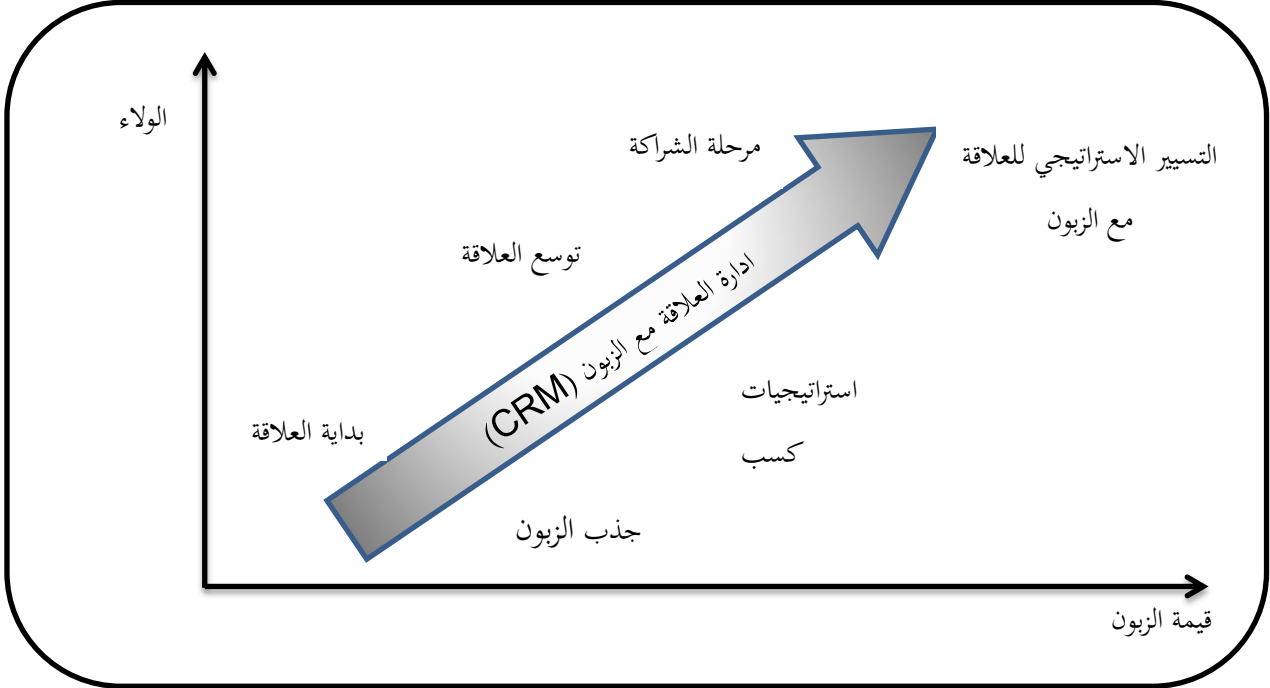 الولاء
مرحلة الشراكة
التسيير الاستراتيجي للعلاقة
مع الزبون
توسع العلاقة
ادارة العلاقة مع الزبون (CRM)
استراتيجيات
كسب
بداية العلاقة
جذب الزبون
قيمة الزبون